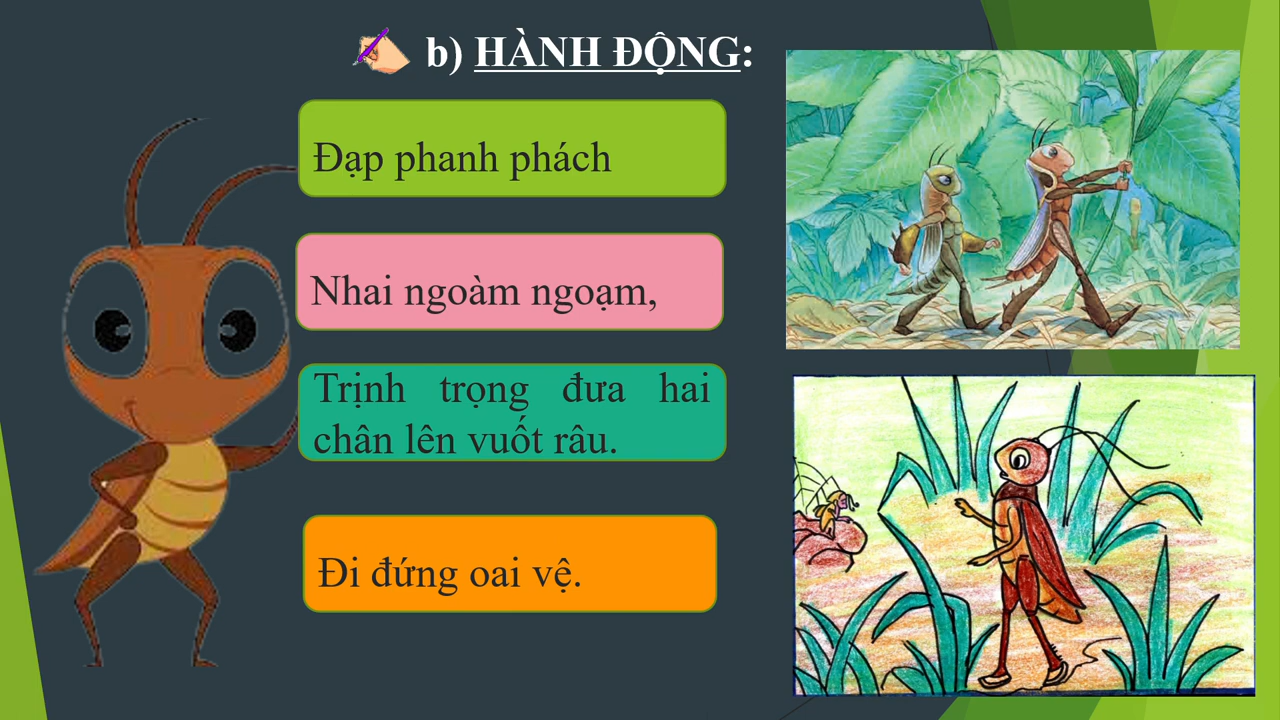 b) HÀNH ĐỘNG:
Đạp phanh phách
Nhai ngoàm ngoạm,
Trịnh trọng đưa hai
chân lên vuốt râu.
Đi đứng oai vệ.